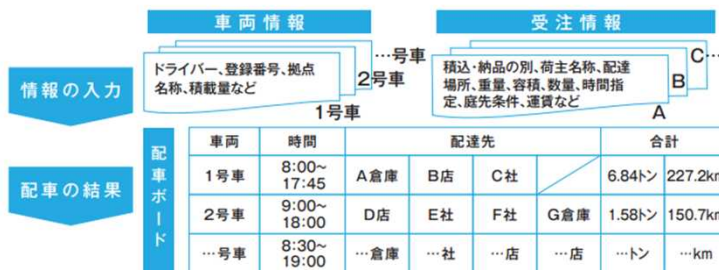 車両情報
受注情報
情報の入力
ドライバー、登録番号、拠点
名称、積載量など
…号車
2号車
1号車
積込・納品の別、荷主名称、配達
場所、重量、容積、数量、時間指
定、庭先条件、運賃など
C…
B
A
配車の結果
配車ボード
車両 時間 配達先 合計
1号車 8:00~17:45 A倉庫 B店 C社 6.84トン 227.2km
2号車 9:00~18:00 D店 E社 F社 G倉庫 1.58トン 150.7km
…号車 8:30~19:00 …倉庫 …社 …店 …店 …トン …km